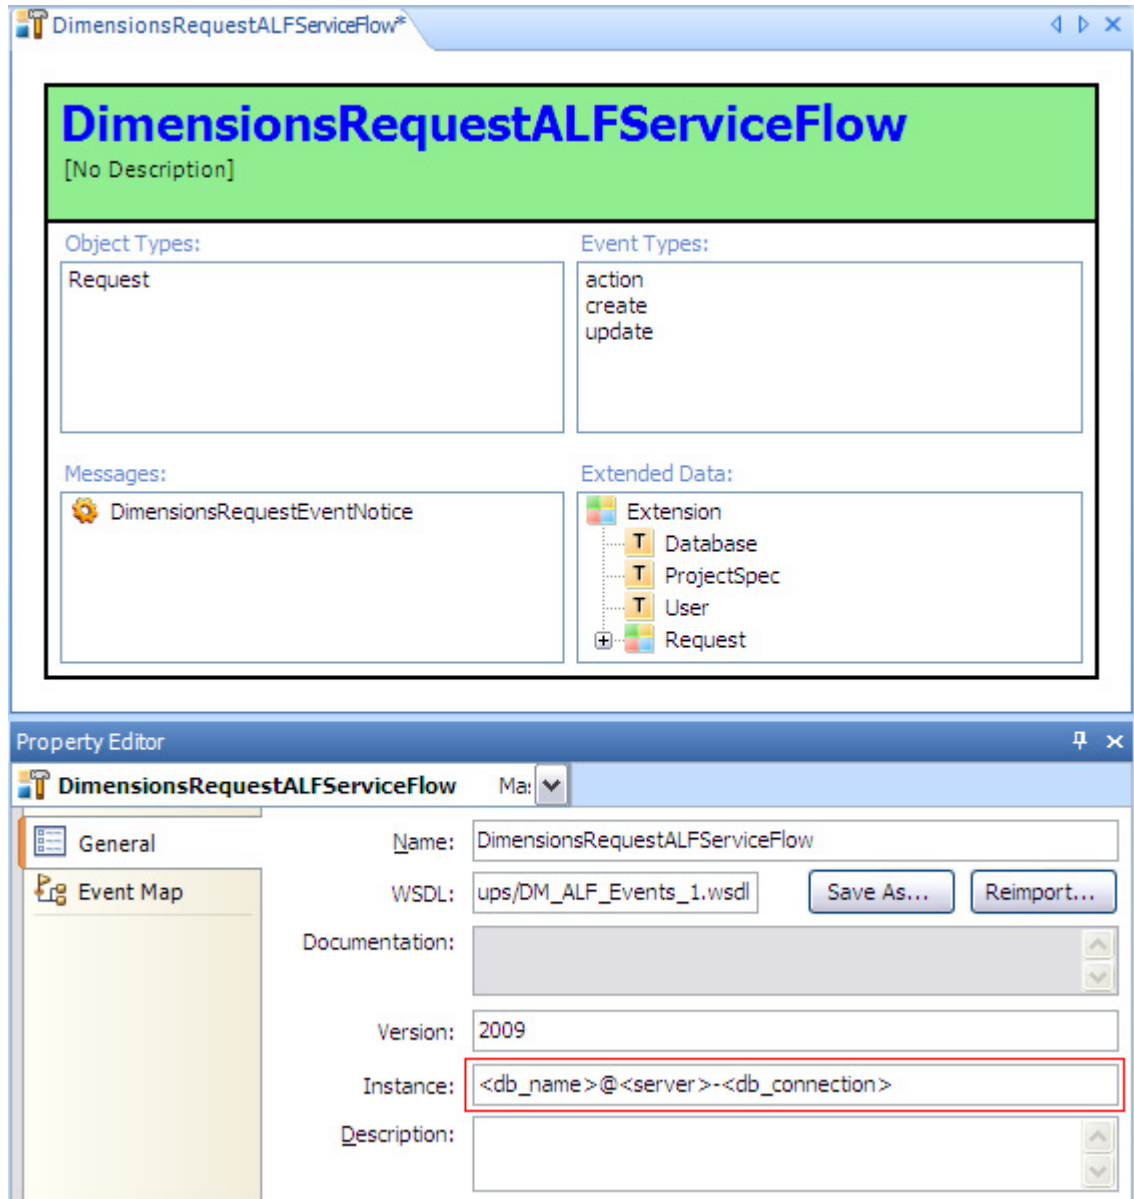 DimensionsRequestALFServiceFlow*
DimensionsRequestALFServiceFlow
[No Description]
Object Types:
Request
Event Types:
action
create
update
Messages:
DimensionsRequestEventNotice
Extended Data:
Extension
T Database
T ProjectSpec
T User
Request
Property Editor
DimensionsRequestALFServiceFlow Ma:
General
Event Map
Name: DimensionsRequestALFServiceFlow
WSDL: ups/DM_ALF_Events_1.wsdl Save As... Reimport...
Documentation:
Version: 2009
Instance: <db_name>@<server>-<db_connection>
Description: